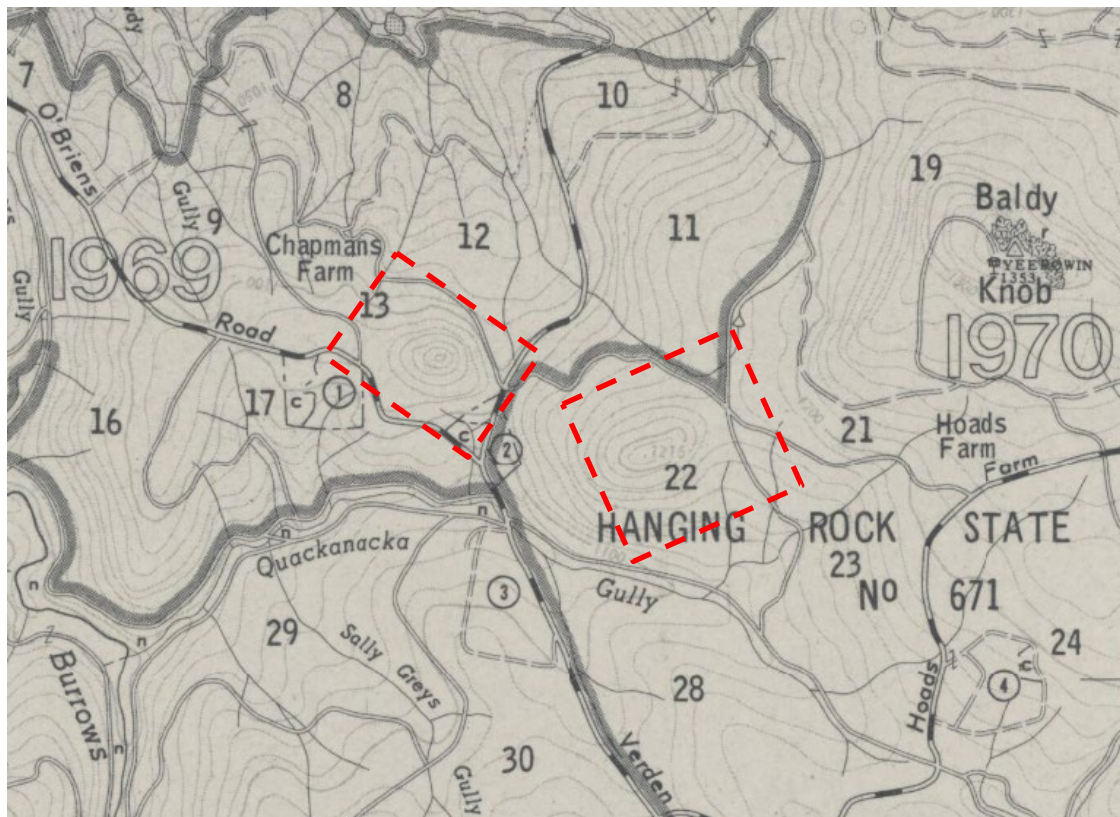 7
8
10
O'Briens
Gully
9
1969
Gully
Chapmans
Farm
12
11
19
Baldy
r
YEEROWIN
1353
Knob
1970
13
Road
1
c
17
16
c
2
1216
22
1200
21
Hoads
Farm
Farm
HANGING ROCK STATE
23
No 671
n
n
Quackanacka
Gully
n
n
Burrows
29
Sally
Greys
Gully
3
28
30
Verden
Hoads
c
4
24